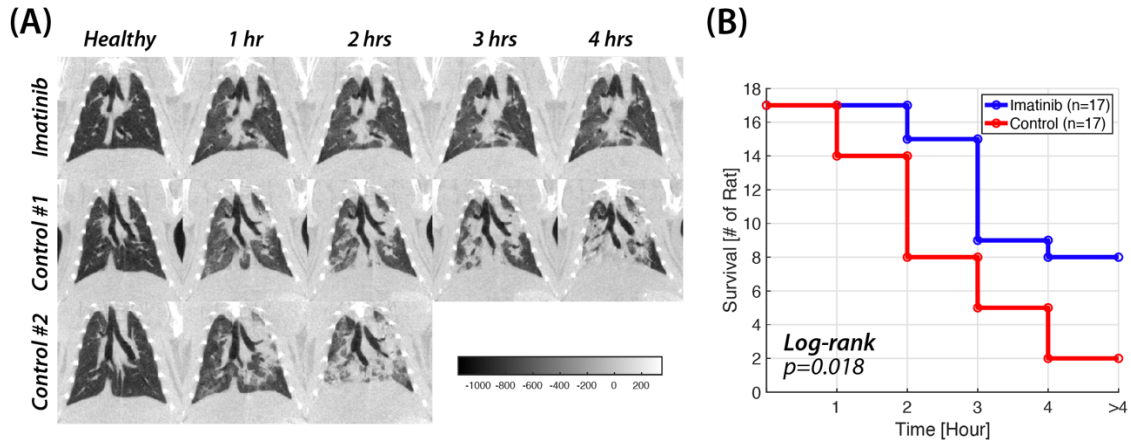 (A)
Healthy 1 hr 2 hrs 3 hrs 4 hrs
Imatinib
Control #1
Control #2
-1000 -800 -600 -400 -200 0 200
(B)
18
16
14
12
10
8
6
4
2
0
Survival [# of Rat]
Imatinib (n=17)
Control (n=17)
Log-rank
p=0.018
1 2 3 4 >4
Time [Hour]